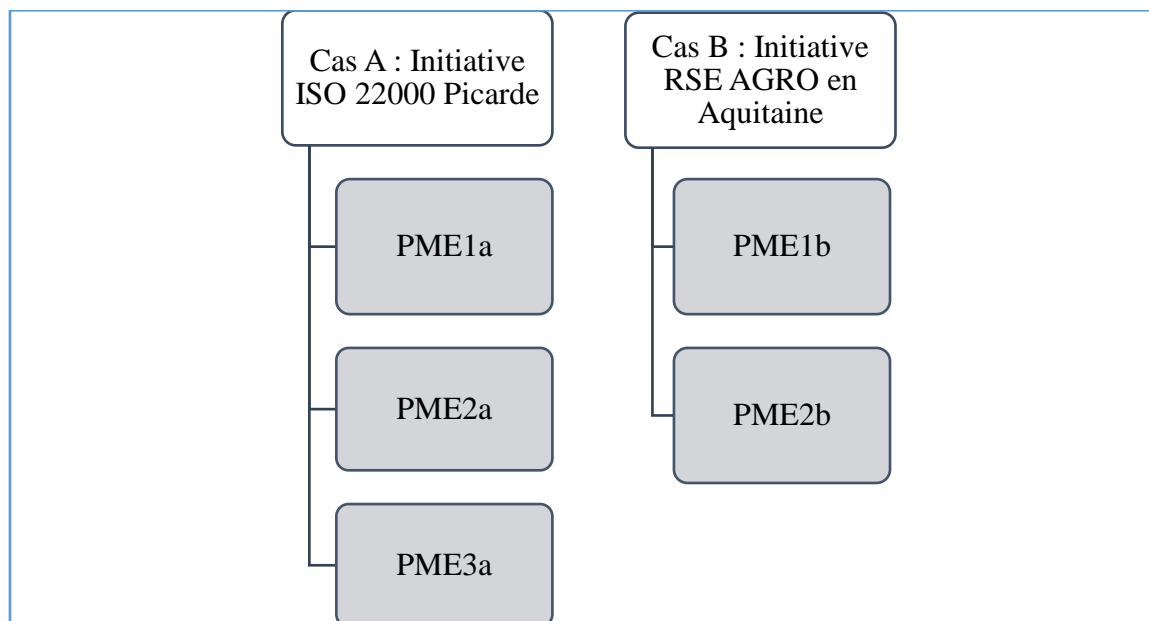 Cas A : Initiative
ISO 22000 Picarde
PME1a
PME2a
PME3a
Cas B : Initiative
RSE AGRO en
Aquitaine
PME1b
PME2b